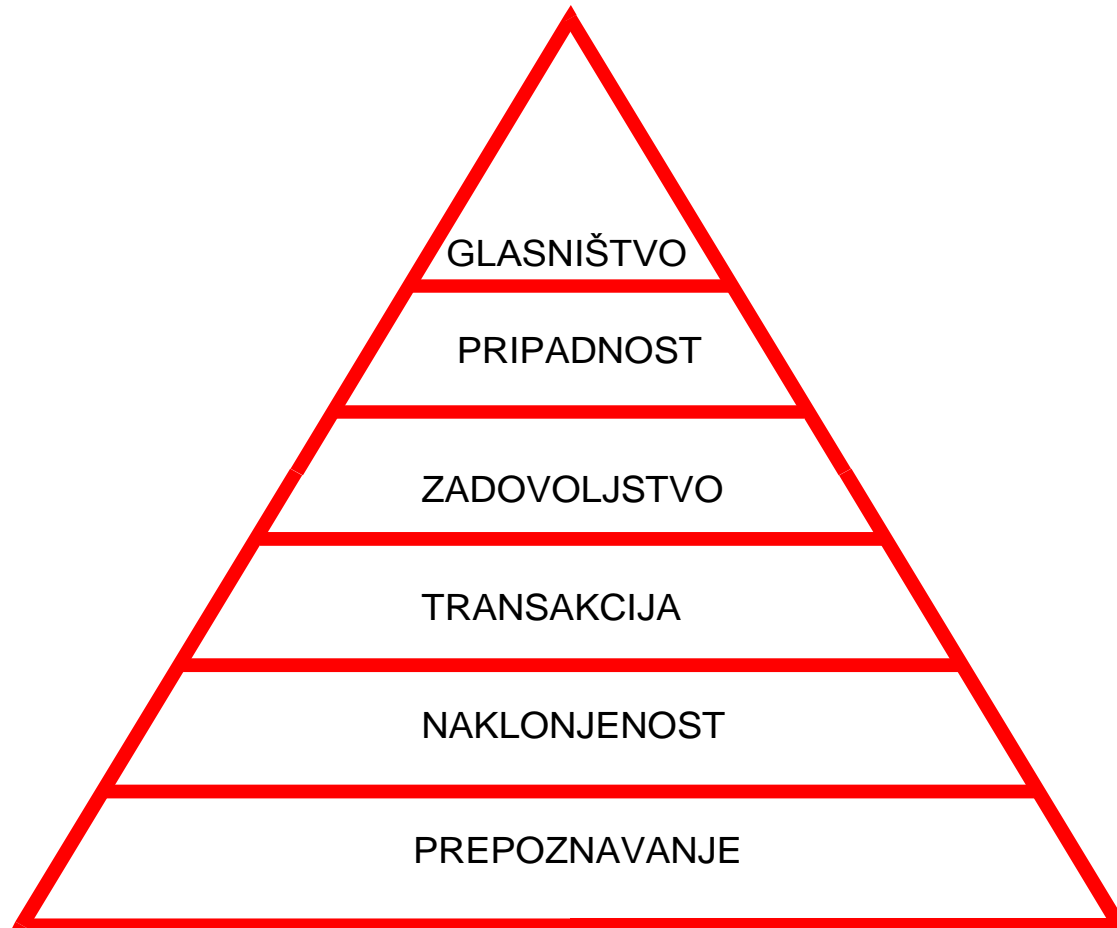 GLASNIŠTVO
PRIPADNOST
ZADOVOLJSTVO
TRANSAKCIJA
NAKLONJENOST
PREPOZNAVANJE